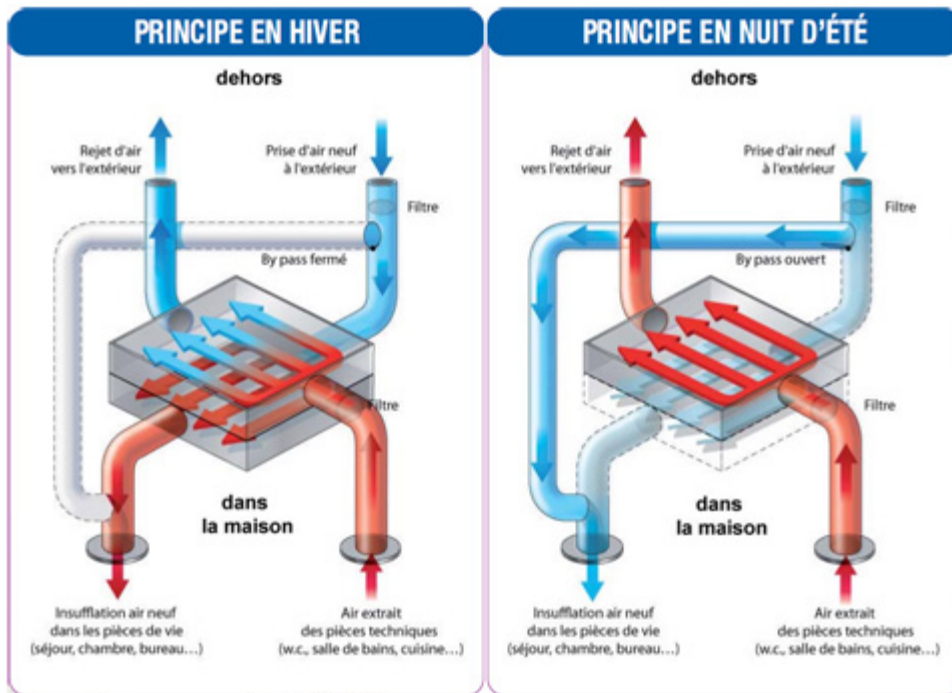 PRINCIPE EN HIVER
dehors
Rejet d'air
vers l'extérieur
Prise d'air neuf
à l'extérieur
Filtre
By pass fermé
Filtre
dans
la maison
Insufflation air neuf
dans les pièces de vie
(séjour, chambre, bureau...)
Air extrait
des pièces techniques
(w.c., salle de bains, cuisine...)
PRINCIPE EN NUIT D'ÉTÉ
dehors
Rejet d'air
vers l'extérieur
Prise d'air neuf
à l'extérieur
Filtre
By pass ouvert
Filtre
dans
la maison
Insufflation air neuf
dans les pièces de vie
(séjour, chambre, bureau...)
Air extrait
des pièces techniques
(w.c., salle de bains, cuisine...)